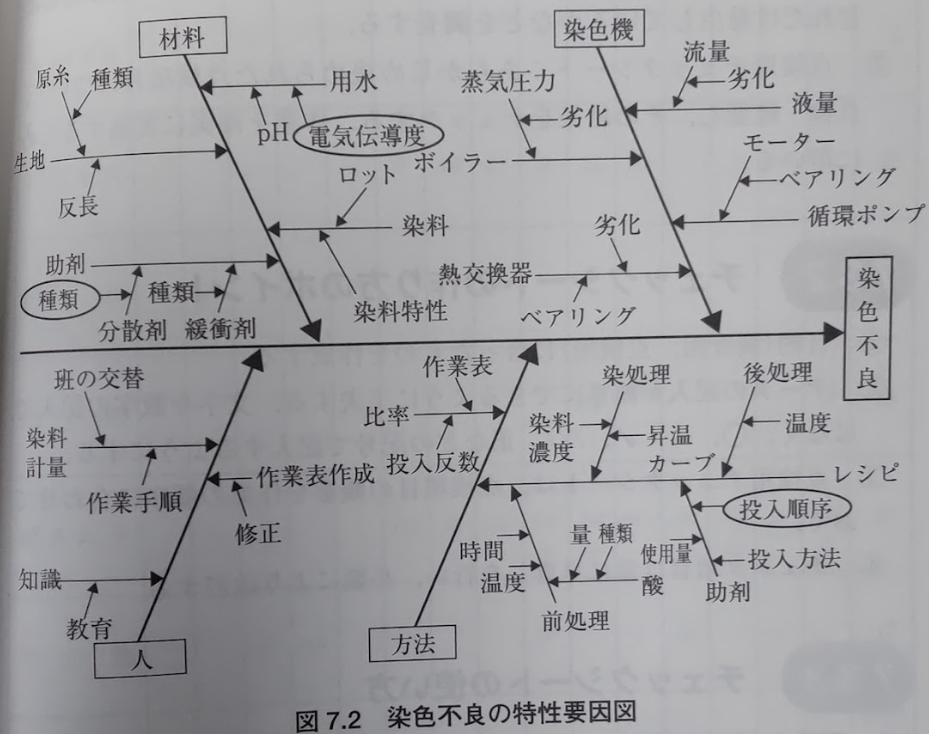 材料
染色機
原糸
種類
用水
pH
電気伝導度
生地
反長
ロット
染料
染料特性
助剤
種類
種類
分散剤
緩衝剤
流量
劣化
液量
蒸気圧力
劣化
ボイラー
モーター
ベアリング
循環ポンプ
劣化
熱交換器
ベアリング
染色不良
班の交替
染料
計量
作業手順
作業表作成
修正
知識
教育
人
作業表
比率
投入反数
染処理
染料
濃度
昇温
カーブ
後処理
温度
レシピ
投入順序
使用量
投入方法
助剤
時間
温度
量
種類
酸
前処理
方法
図 7.2 染色不良の特性要因図